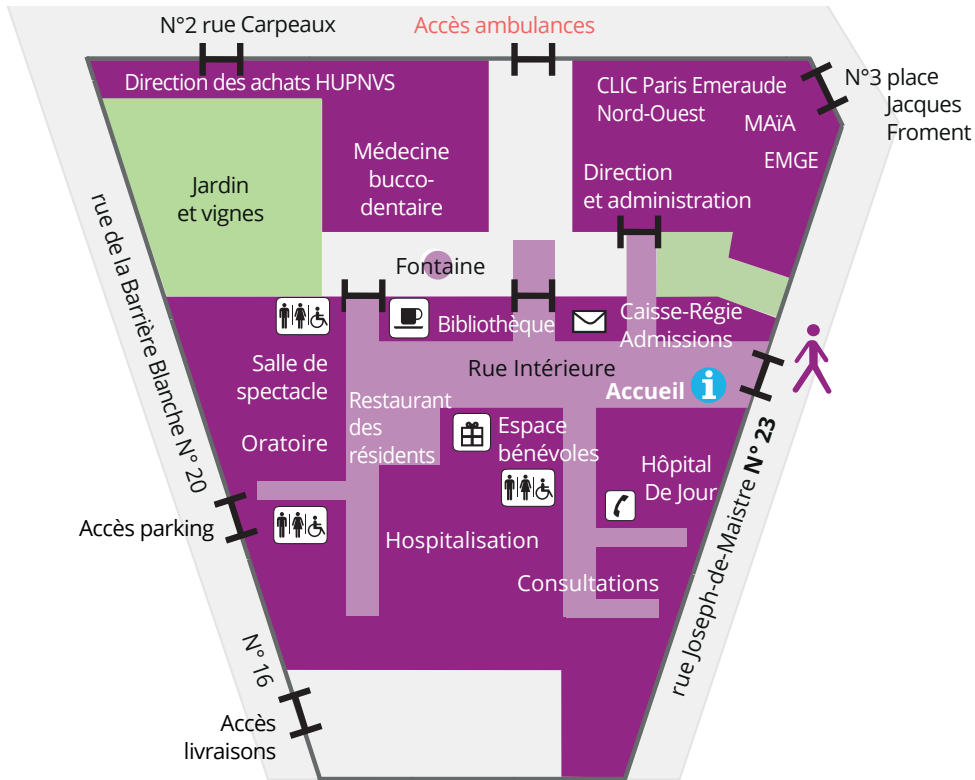 N°2 rue Carpeaux
Accès ambulances
Direction des achats HUPNVS
CLIC Paris Emeraude
Nord-Ouest
MAïA
EMGE
N°3 place
Jacques
Froment
Médecine
bucco-
dentaire
Direction
et administration
Jardin
et vignes
rue de la Barrière Blanche N° 20
Fontaine
Bibliothèque
Caisse-Régie
Admissions
Salle de
spectacle
Rue Intérieure
Accueil i
Restaurant
des
résidents
Oratoire
Espace
bénévoles
Hôpital
De Jour
rue Joseph-de-Maistre N° 23
Accès parking
Hospitalisation
Consultations
N° 16
Accès
livraisons